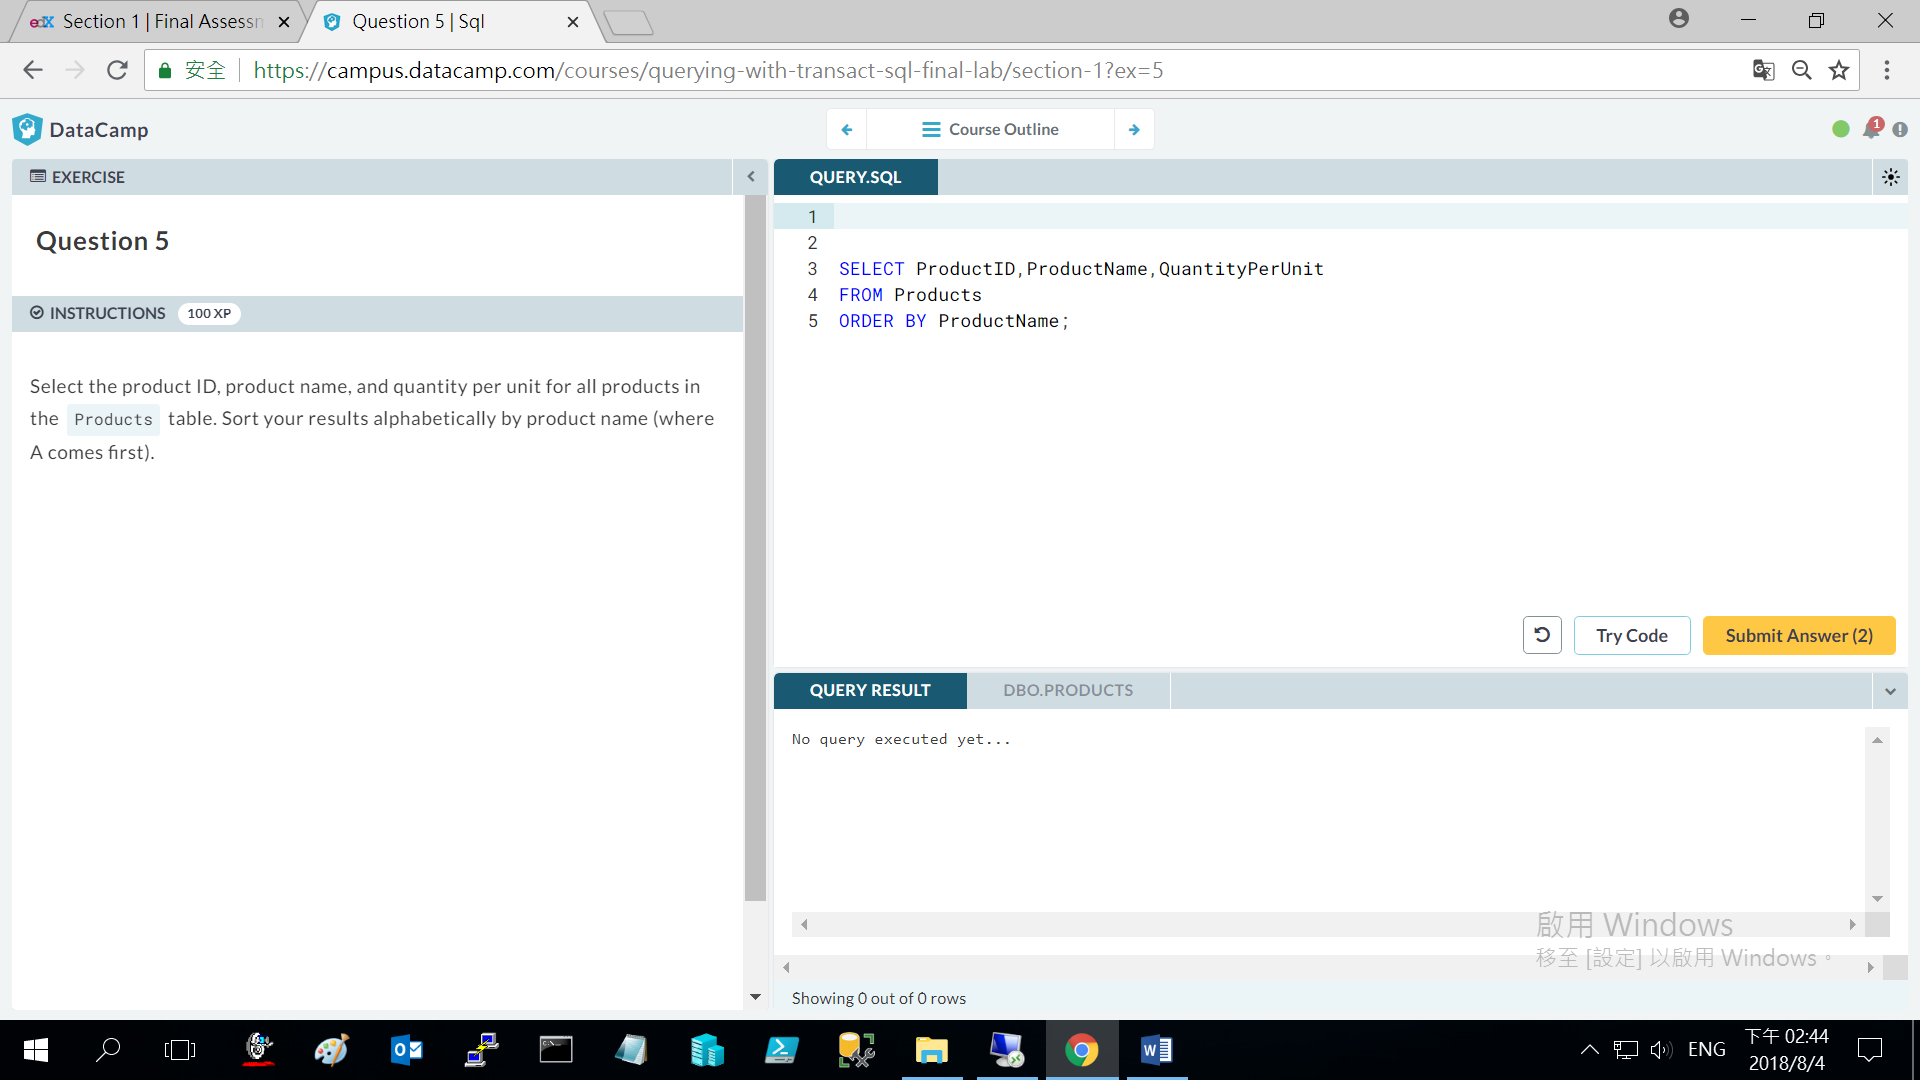 edX Section 1 | Final Assessm
Question 5 | Sql
安全 https://campus.datacamp.com/courses/querying-with-transact-sql-final-lab/section-1?ex=5
DataCamp
Course Outline
1
EXERCISE
Question 5
INSTRUCTIONS 100 XP
Select the product ID, product name, and quantity per unit for all products in
the Products table. Sort your results alphabetically by product name (where
A comes first).
QUERY.SQL
1
2
3 SELECT ProductID,ProductName,QuantityPerUnit
4 FROM Products
5 ORDER BY ProductName;
Try Code
Submit Answer (2)
QUERY RESULT
DBO.PRODUCTS
No query executed yet...
啟用 Windows
移至 [設定] 以啟用 Windows。
Showing 0 out of 0 rows
ENG
下午 02:44
2018/8/4